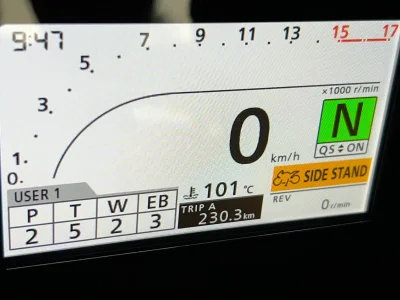 9:47
7 9 11 13 15 17
5
×1000 r/min
3
N
0 km/h
QS ON
1
0
SIDE STAND
USER 1
101 °C
P T W EB
TRIP A
REV
2 5 2 3
230.3 km
0 r/min